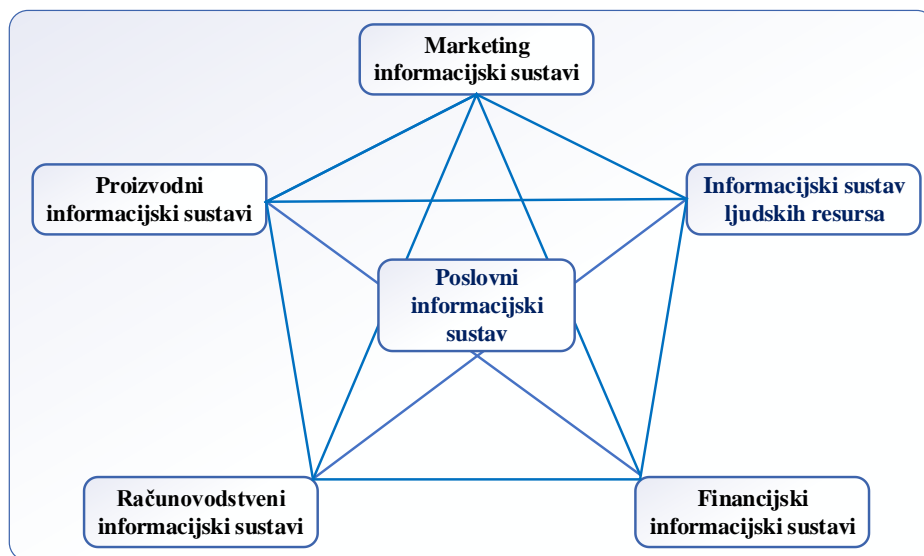 Marketing
informacijski sustavi
Proizvodni
informacijski sustavi
Informacijski sustav
ljudskih resursa
Poslovni
informacijski
sustav
Računovodstveni
informacijski sustavi
Financijski
informacijski sustavi